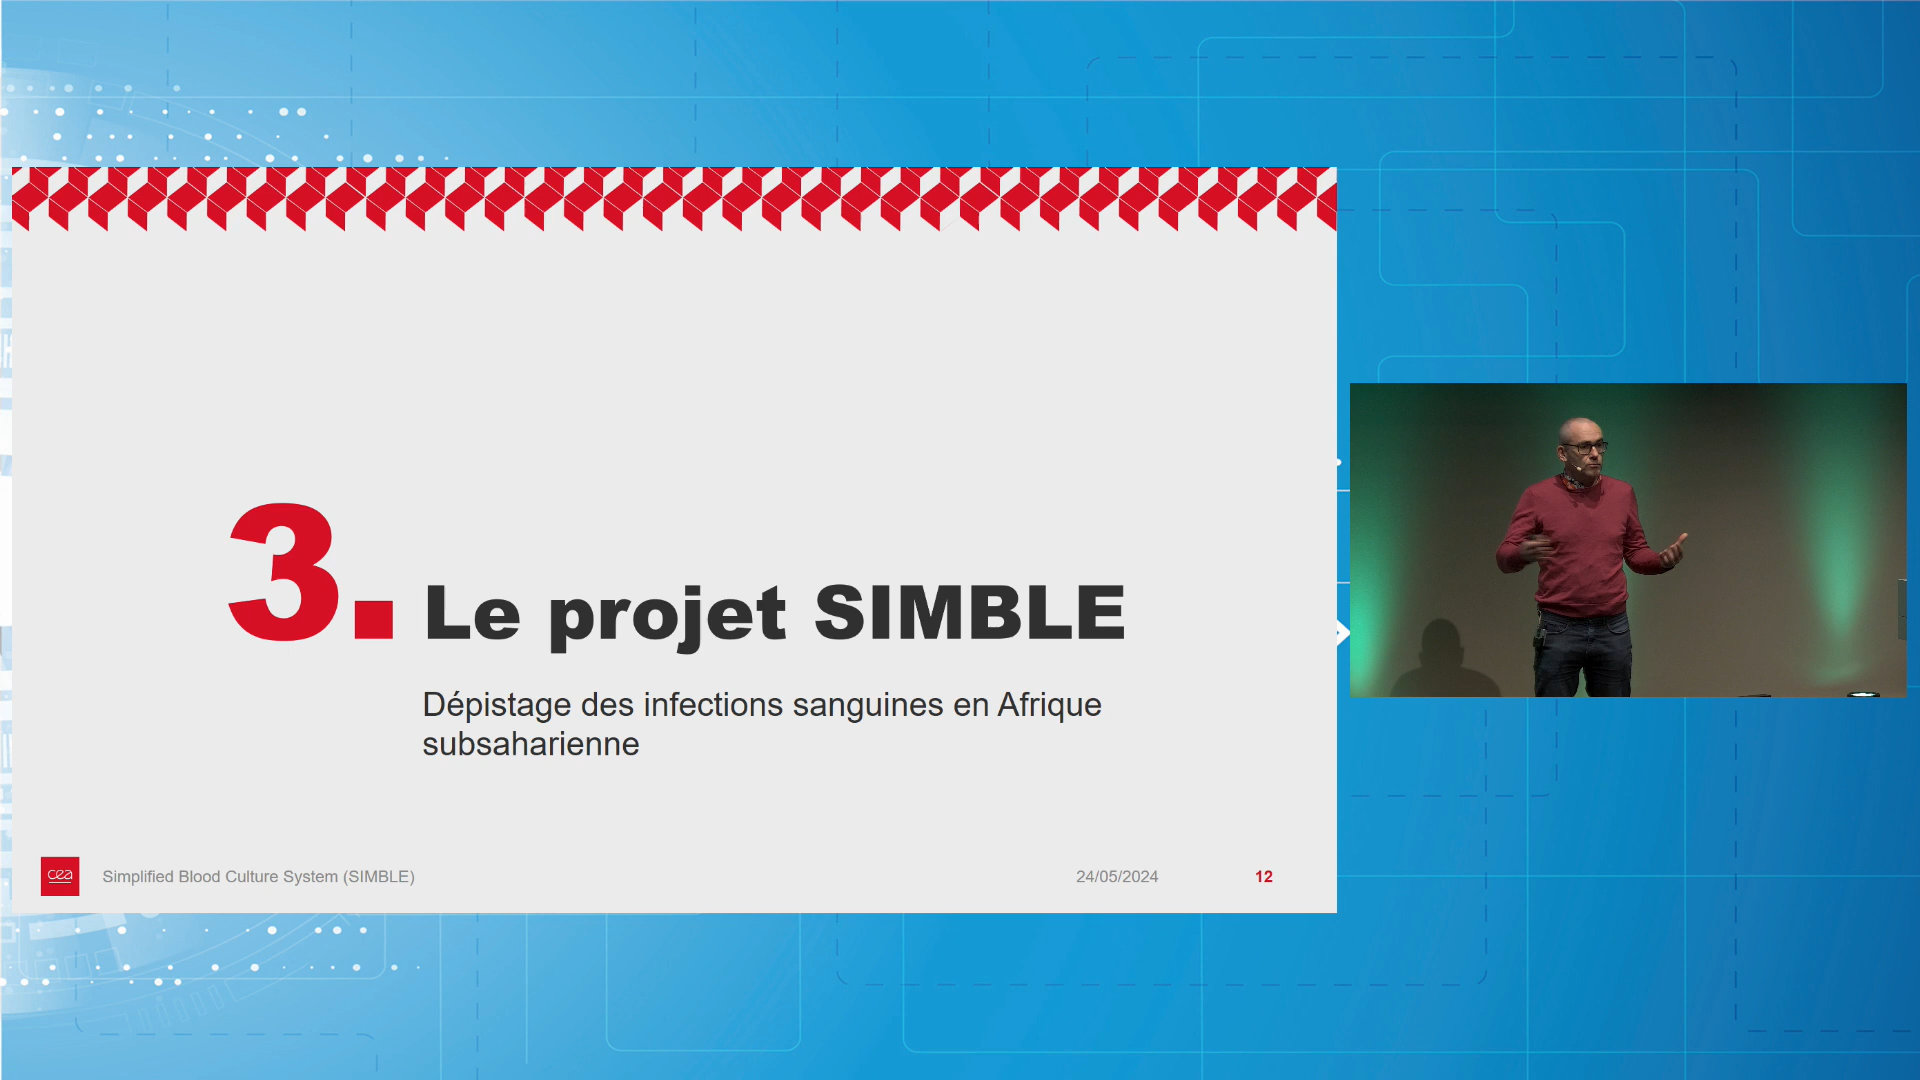 3. Le projet SIMBLE
Dépistage des infections sanguines en Afrique
subsaharienne
cea
Simplified Blood Culture System (SIMBLE)
24/05/2024
12